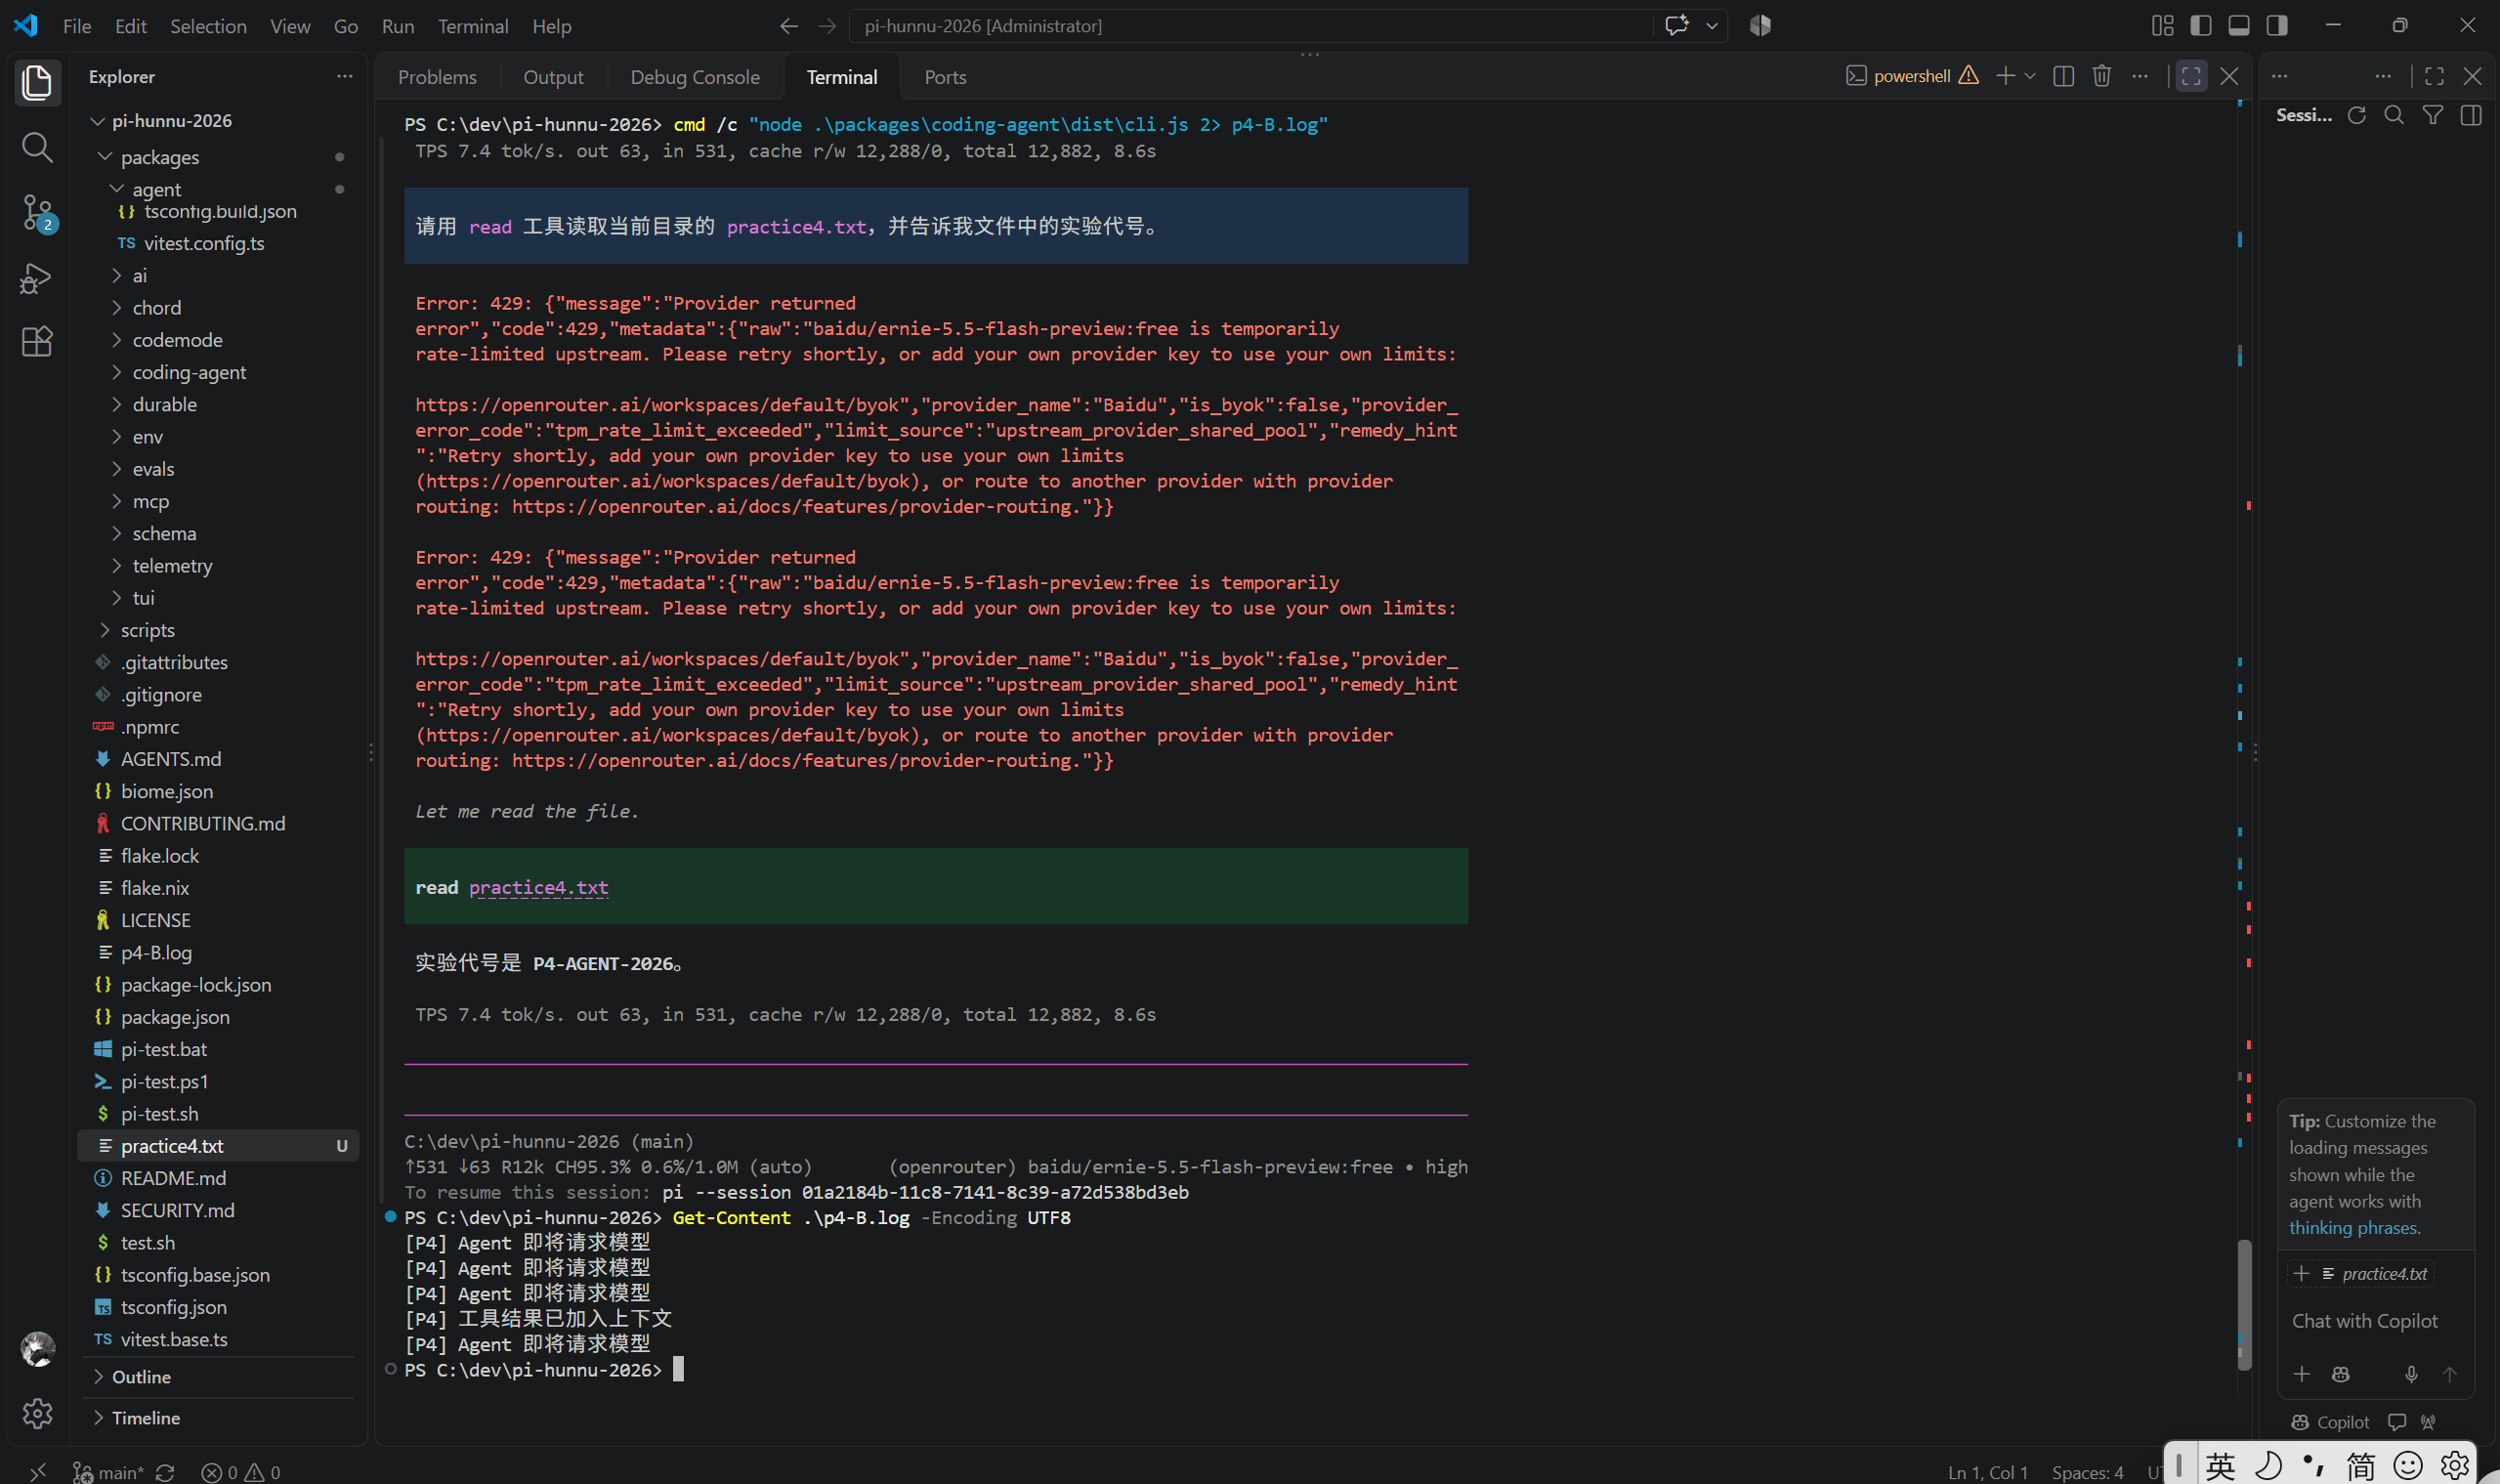 File Edit Selection View Go Run Terminal Help
pi-hunnu-2026 [Administrator]
Explorer
pi-hunnu-2026
packages
agent
tsconfig.build.json
vitest.config.ts
ai
chord
codemode
coding-agent
durable
env
evals
mcp
schema
telemetry
tui
scripts
.gitattributes
.gitignore
.npmrc
AGENTS.md
biome.json
CONTRIBUTING.md
flake.lock
flake.nix
LICENSE
p4-B.log
package-lock.json
package.json
pi-test.bat
pi-test.ps1
pi-test.sh
practice4.txt U
README.md
SECURITY.md
test.sh
tsconfig.base.json
tsconfig.json
vitest.base.ts
Outline
Timeline
2
Problems Output Debug Console Terminal Ports
powershell
PS C:\dev\pi-hunnu-2026> cmd /c "node .\packages\coding-agent\dist\cli.js 2> p4-B.log"
TPS 7.4 tok/s. out 63, in 531, cache r/w 12,288/0, total 12,882, 8.6s
请用 read 工具读取当前目录的 practice4.txt，并告诉我文件中的实验代号。
Error: 429: {"message":"Provider returned
error","code":429,"metadata":{"raw":"baidu/ernie-5.5-flash-preview:free is temporarily
rate-limited upstream. Please retry shortly, or add your own provider key to use your own limits:
https://openrouter.ai/workspaces/default/byok","provider_name":"Baidu","is_byok":false,"provider_
error_code":"tpm_rate_limit_exceeded","limit_source":"upstream_provider_shared_pool","remedy_hint
":"Retry shortly, add your own provider key to use your own limits
(https://openrouter.ai/workspaces/default/byok), or route to another provider with provider
routing: https://openrouter.ai/docs/features/provider-routing."}}
Error: 429: {"message":"Provider returned
error","code":429,"metadata":{"raw":"baidu/ernie-5.5-flash-preview:free is temporarily
rate-limited upstream. Please retry shortly, or add your own provider key to use your own limits:
https://openrouter.ai/workspaces/default/byok","provider_name":"Baidu","is_byok":false,"provider_
error_code":"tpm_rate_limit_exceeded","limit_source":"upstream_provider_shared_pool","remedy_hint
":"Retry shortly, add your own provider key to use your own limits
(https://openrouter.ai/workspaces/default/byok), or route to another provider with provider
routing: https://openrouter.ai/docs/features/provider-routing."}}
Let me read the file.
read practice4.txt
实验代号是 P4-AGENT-2026。
TPS 7.4 tok/s. out 63, in 531, cache r/w 12,288/0, total 12,882, 8.6s
C:\dev\pi-hunnu-2026 (main)
↑531 ↓63 R12k CH95.3% 0.6%/1.0M (auto) (openrouter) baidu/ernie-5.5-flash-preview:free • high
To resume this session: pi --session 01a2184b-11c8-7141-8c39-a72d538bd3eb
PS C:\dev\pi-hunnu-2026> Get-Content .\p4-B.log -Encoding UTF8
[P4] Agent 即将请求模型
[P4] Agent 即将请求模型
[P4] Agent 即将请求模型
[P4] 工具结果已加入上下文
[P4] Agent 即将请求模型
PS C:\dev\pi-hunnu-2026>
Sessi...
Tip: Customize the
loading messages
shown while the
agent works with
thinking phrases.
practice4.txt
Chat with Copilot
Copilot
main* 0 0
Ln 1, Col 1 Spaces: 4
英 简